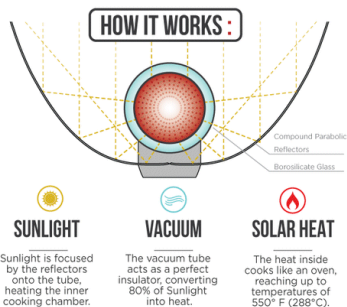 HOW IT WORKS :
Compound Parabolic
Reflectors
Borosilicate Glass
SUNLIGHT
Sunlight is focused
by the reflectors
onto the tube,
heating the inner
cooking chamber.
VACUUM
The vacuum tube
acts as a perfect
insulator, converting
80% of Sunlight
into heat.
SOLAR HEAT
The heat inside
cooks like an oven,
reaching up to
temperatures of
550° F (288°C).